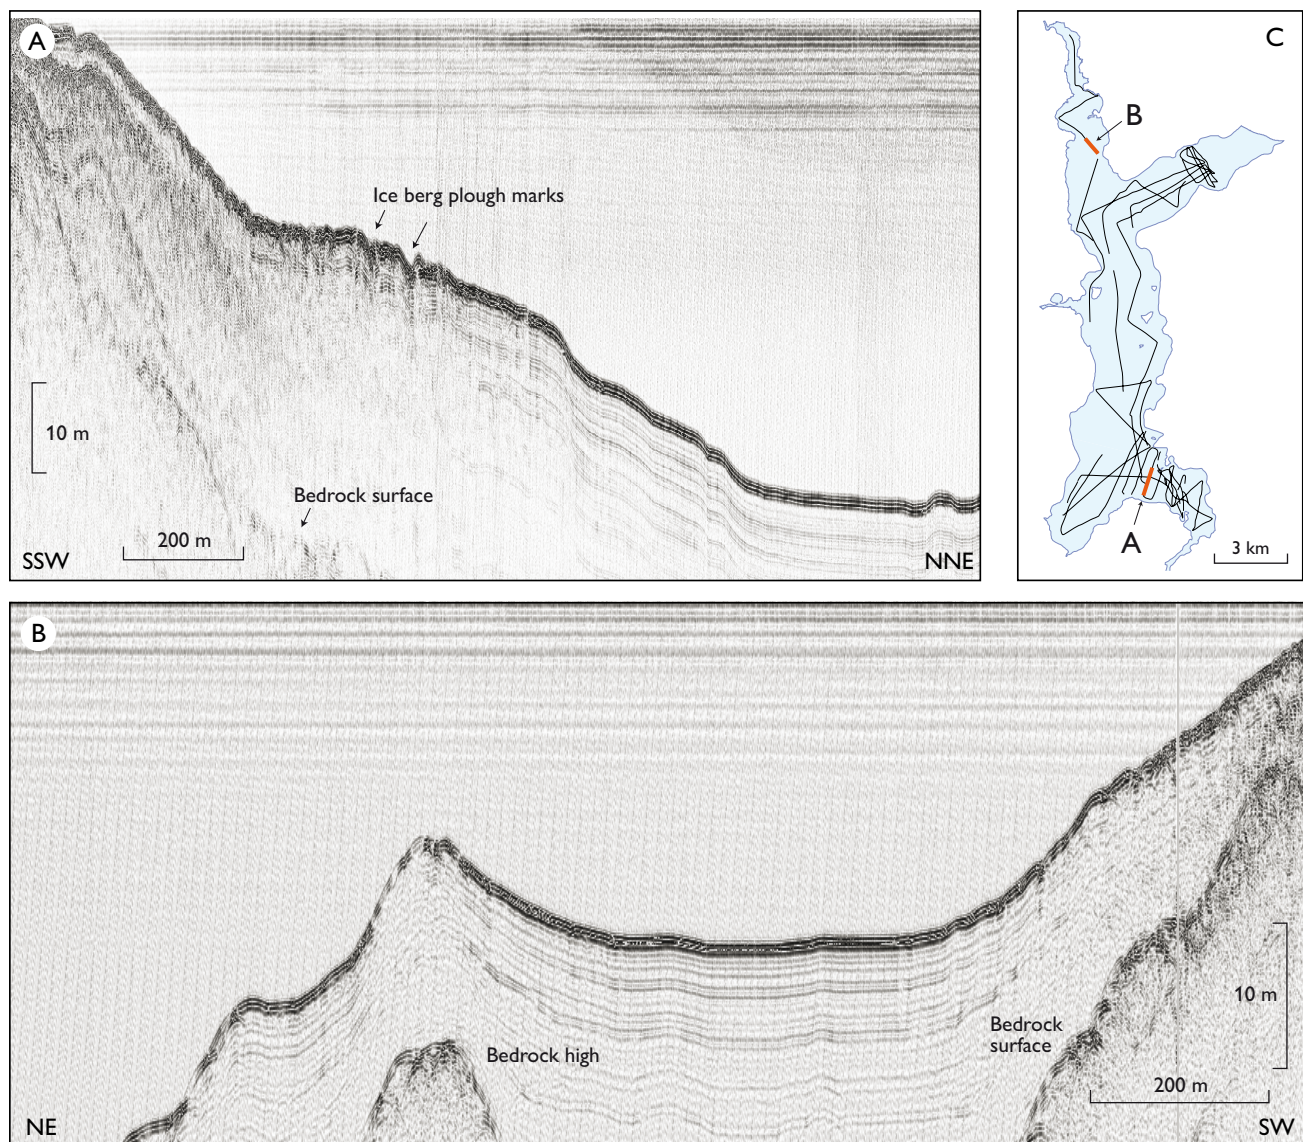 A
Ice berg plough marks
10 m
Bedrock surface
200 m
SSW
NNE
C
B
A
3 km
B
Bedrock high
Bedrock
surface
10 m
200 m
NE
SW